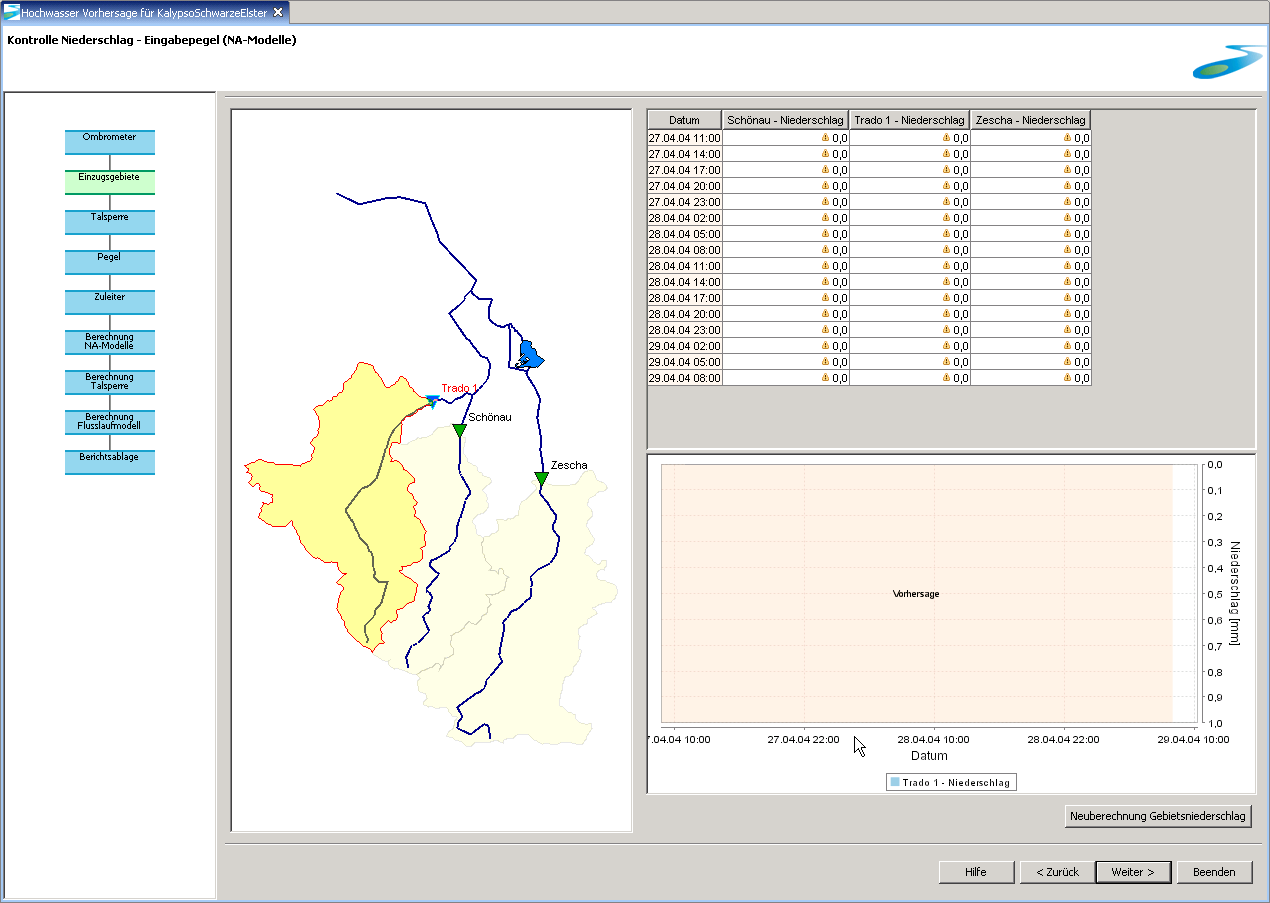 Hochwasser Vorhersage für KalypsoSchwarzeElster
Kontrolle Niederschlag - Eingabepegel (NA-Modelle)
Ombrometer
Einzugsgebiete
Talsperre
Pegel
Zuleiter
Berechnung
NA-Modelle
Berechnung
Talsperre
Berechnung
Flusslaufmodell
Berichtsablage
Trado 1
Schönau
Zescha
Datum Schönau - Niederschlag Trado 1 - Niederschlag Zescha - Niederschlag
27.04.04 11:00 0,0 0,0 0,0
27.04.04 14:00 0,0 0,0 0,0
27.04.04 17:00 0,0 0,0 0,0
27.04.04 20:00 0,0 0,0 0,0
27.04.04 23:00 0,0 0,0 0,0
28.04.04 02:00 0,0 0,0 0,0
28.04.04 05:00 0,0 0,0 0,0
28.04.04 08:00 0,0 0,0 0,0
28.04.04 11:00 0,0 0,0 0,0
28.04.04 14:00 0,0 0,0 0,0
28.04.04 17:00 0,0 0,0 0,0
28.04.04 20:00 0,0 0,0 0,0
28.04.04 23:00 0,0 0,0 0,0
29.04.04 02:00 0,0 0,0 0,0
29.04.04 05:00 0,0 0,0 0,0
29.04.04 08:00 0,0 0,0 0,0
Vorhersage
0,0
0,1
0,2
0,3
0,4
0,5
0,6
0,7
0,8
0,9
1,0
Niederschlag [mm]
7.04.04 10:00 27.04.04 22:00 28.04.04 10:00 28.04.04 22:00 29.04.04 10:00
Datum
Trado 1 - Niederschlag
Neuberechnung Gebietsniederschlag
Hilfe < Zurück Weiter > Beenden